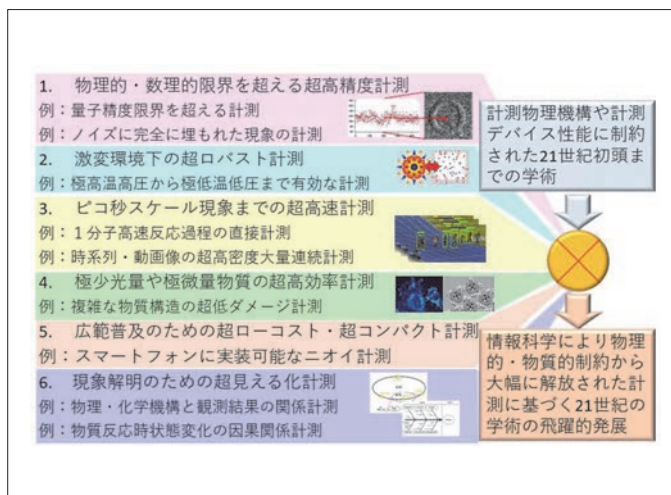 1. 物理的・数理的限界を超える超高精度計測
例：量子精度限界を超える計測
例：ノイズに完全に埋もれた現象の計測
2. 激変環境下の超ロバスト計測
例：極高温高圧から極低温低圧まで有効な計測
3. ピコ秒スケール現象までの超高速計測
例：１分子高速反応過程の直接計測
例：時系列・動画像の超高密度大量連続計測
4. 極少光量や極微量物質の超高効率計測
例：複雑な物質構造の超低ダメージ計測
5. 広範普及のための超ローコスト・超コンパクト計測
例：スマートフォンに実装可能なニオイ計測
6. 現象解明のための超見える化計測
例：物理・化学機構と観測結果の関係計測
例：物質反応時状態変化の因果関係計測
計測物理機構や計測
デバイス性能に制約
された21世紀初頭ま
での学術
情報科学により物理
的・物質的制約から
大幅に解放された計
測に基づく21世紀の
学術の飛躍的発展